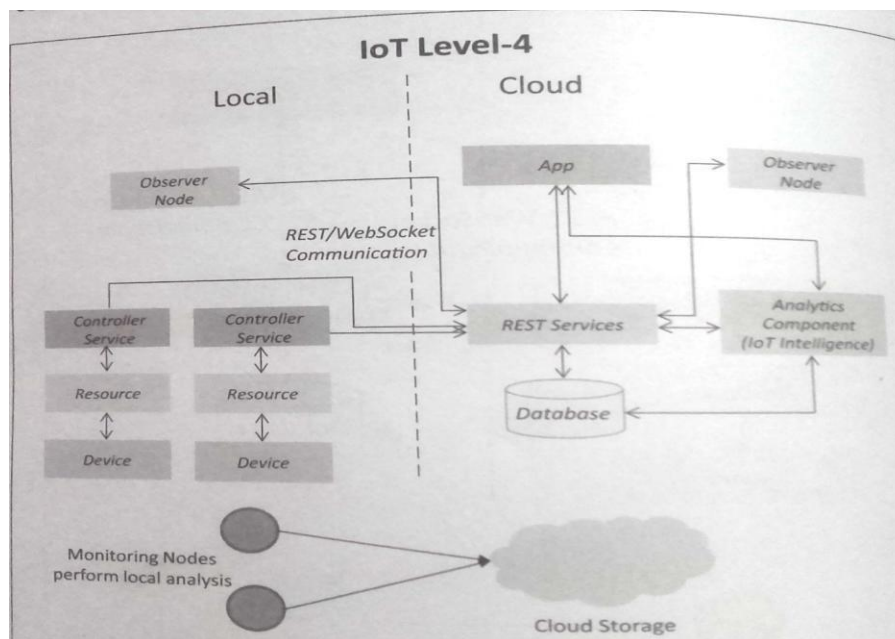 IoT Level-4
Local
Cloud
Observer
Node
App
Observer
Node
REST/WebSocket
Communication
Controller
Service
Controller
Service
REST Services
Analytics
Component
(IoT Intelligence)
Resource
Resource
Database
Device
Device
Monitoring Nodes
perform local analysis
Cloud Storage